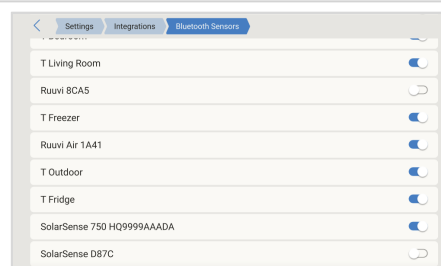 Settings Integrations Bluetooth Sensors
T Living Room
Ruuvi 8CA5
T Freezer
Ruuvi Air 1A41
T Outdoor
T Fridge
SolarSense 750 HQ9999AAADA
SolarSense D87C